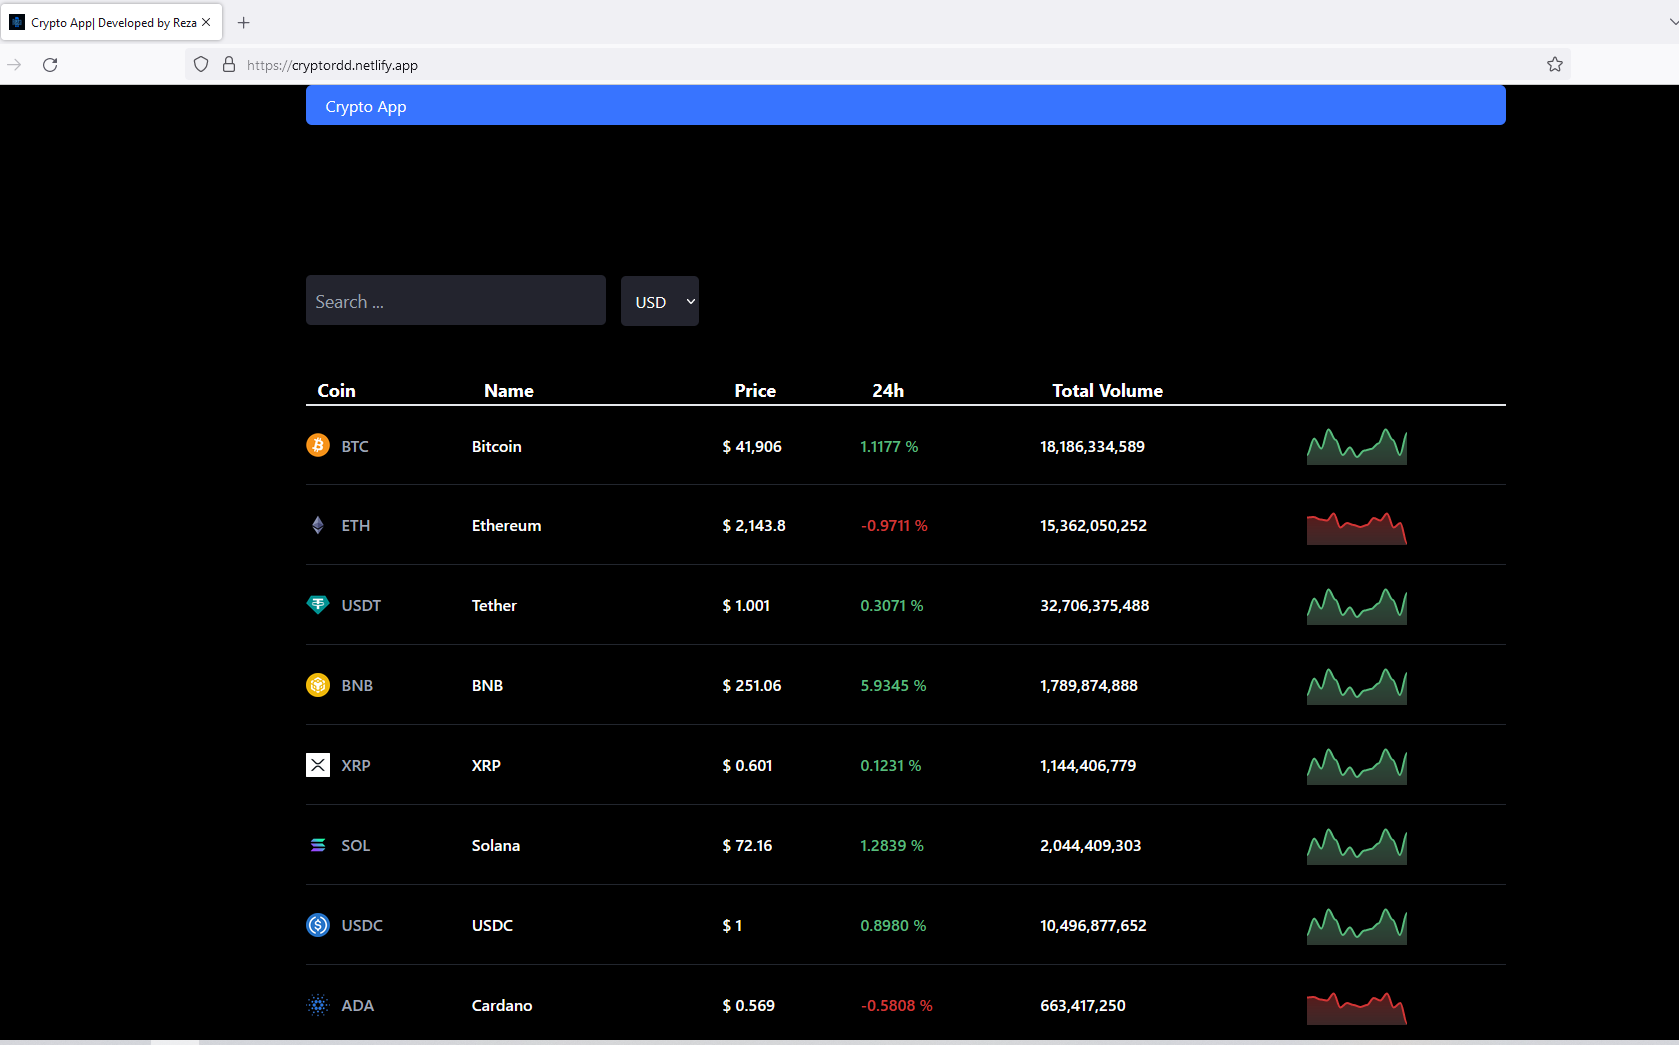 Crypto App| Developed by Reza
https://cryptordd.netlify.app
Crypto App
Search ...
USD
Coin Name Price 24h Total Volume
BTC Bitcoin $ 41,906 1.1177 % 18,186,334,589
ETH Ethereum $ 2,143.8 -0.9711 % 15,362,050,252
USDT Tether $ 1.001 0.3071 % 32,706,375,488
BNB BNB $ 251.06 5.9345 % 1,789,874,888
XRP XRP $ 0.601 0.1231 % 1,144,406,779
SOL Solana $ 72.16 1.2839 % 2,044,409,303
USDC USDC $ 1 0.8980 % 10,496,877,652
ADA Cardano $ 0.569 -0.5808 % 663,417,250